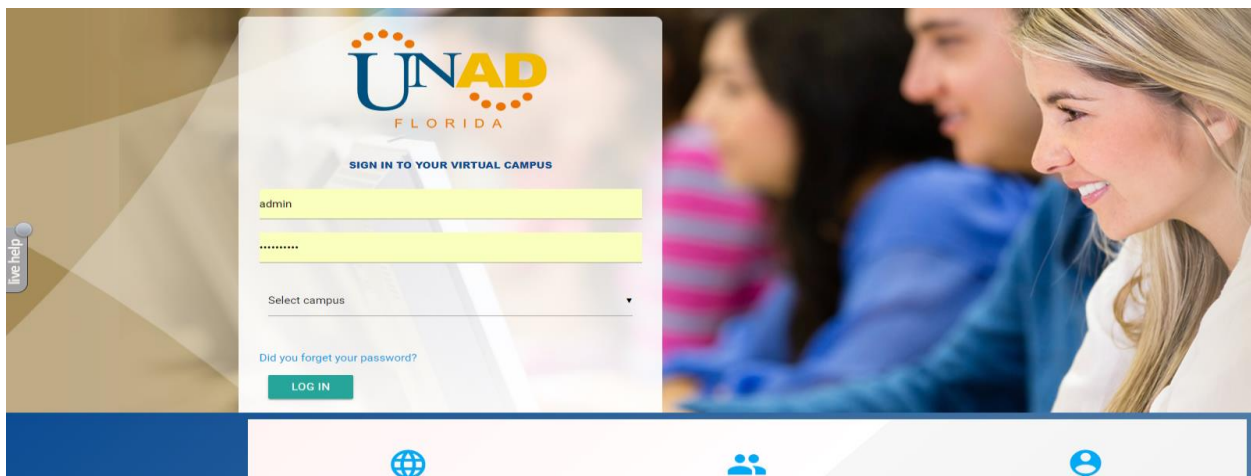 UNAD
FLORIDA
SIGN IN TO YOUR VIRTUAL CAMPUS
admin
••••••••••
Select campus
Did you forget your password?
LOG IN
live help